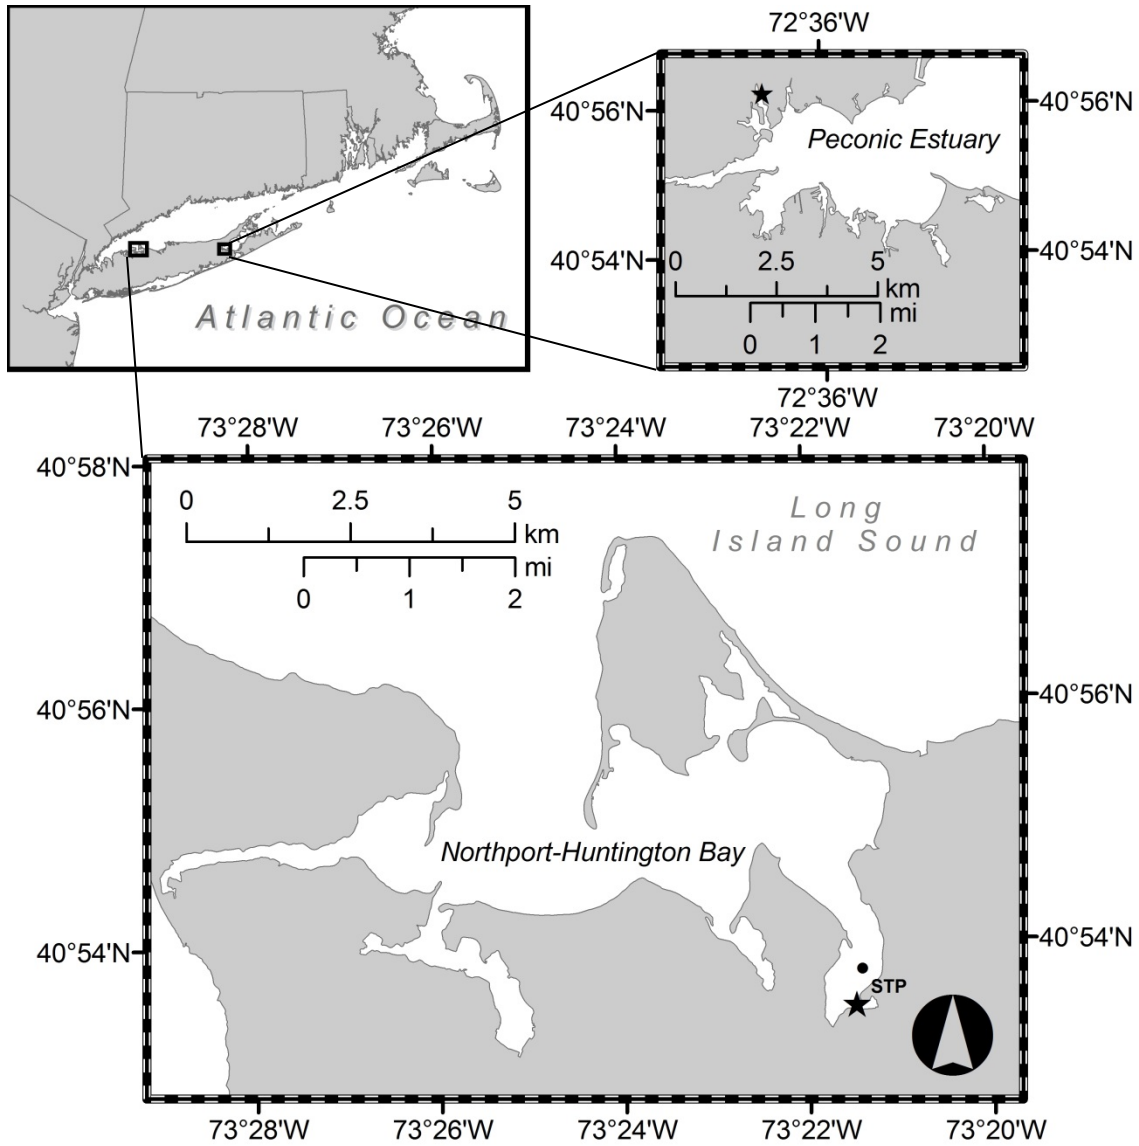 Atlantic Ocean
72°36'W
40°56'N
40°56'N
Peconic Estuary
40°54'N
40°54'N
0 2.5 5
km
mi
0 1 2
72°36'W
73°28'W 73°26'W 73°24'W 73°22'W 73°20'W
40°58'N
0 2.5 5
km
mi
0 1 2
Long
Island Sound
40°56'N
40°56'N
Northport-Huntington Bay
40°54'N
40°54'N
STP
73°28'W 73°26'W 73°24'W 73°22'W 73°20'W